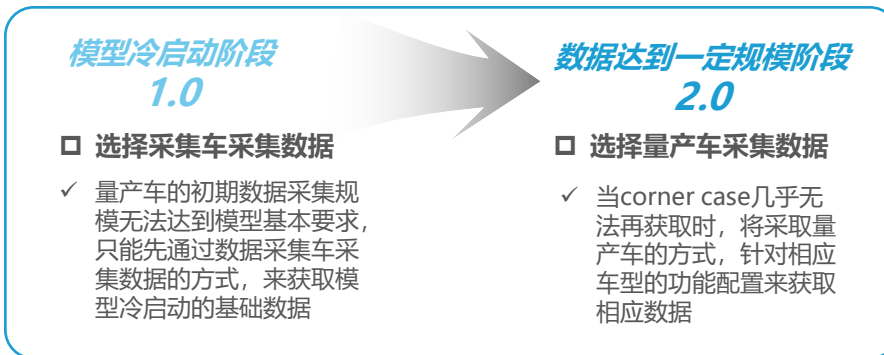 模型冷启动阶段
1.0
选择采集车采集数据
量产车的初期数据采集规
模无法达到模型基本要求，
只能先通过数据采集车采
集数据的方式，来获取模
型冷启动的基础数据
数据达到一定规模阶段
2.0
选择量产车采集数据
当corner case几乎无
法再获取时，将采取量
产车的方式，针对相应
车型的功能配置来获取
相应数据